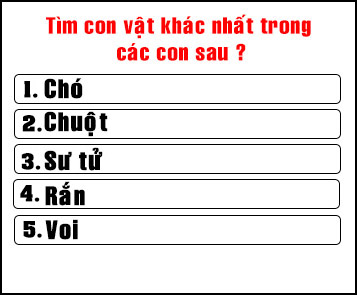 Tìm con vật khác nhất trong
các con sau ?
1. Chó
2. Chuột
3. Sư tử
4. Rắn
5. Voi